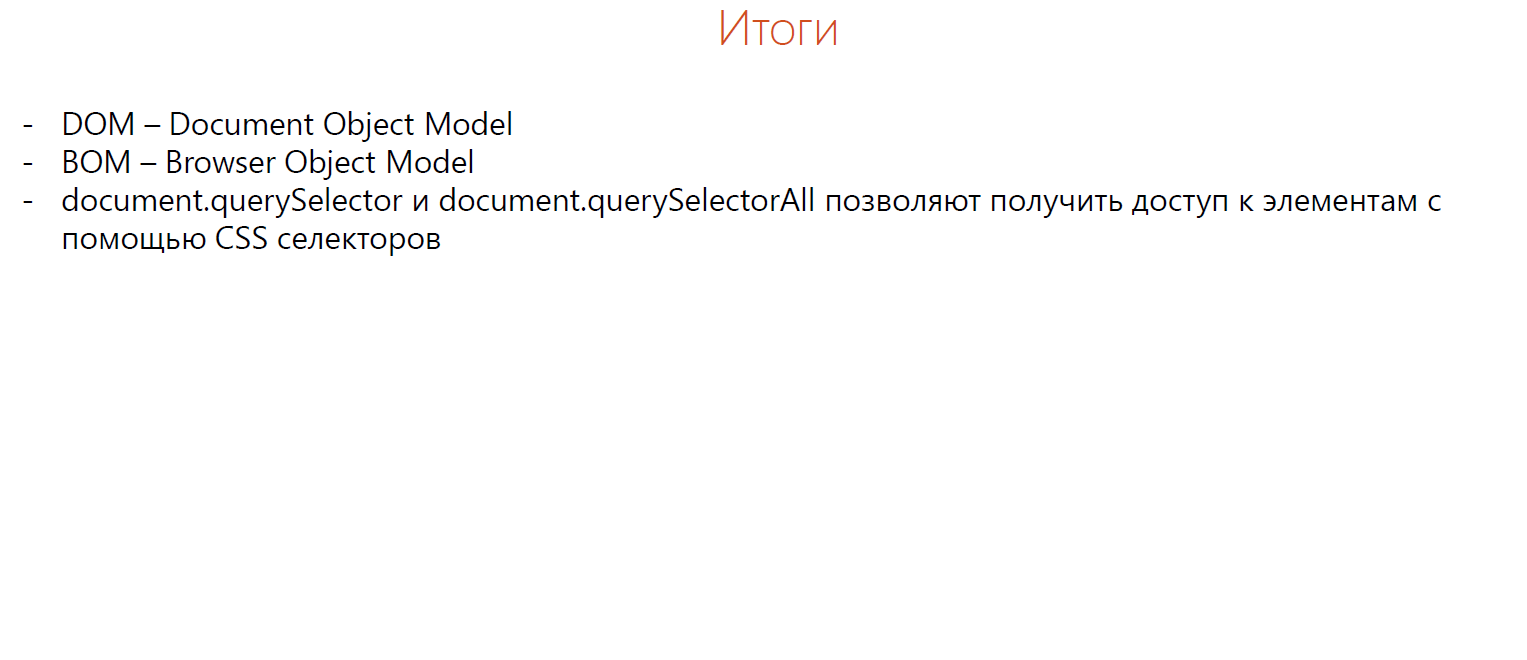 Итоги
- DOM – Document Object Model
- BOM – Browser Object Model
- document.querySelector и document.querySelectorAll позволяют получить доступ к элементам с
помощью CSS селекторов